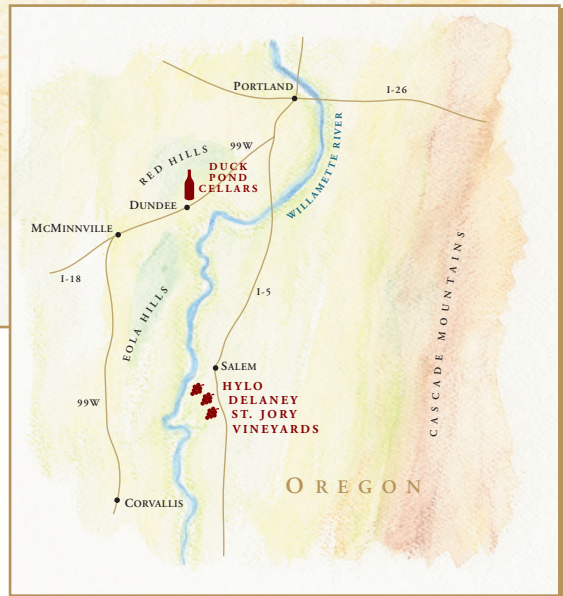 PORTLAND
I-26
99W
RED HILLS
DUCK
POND
CELLARS
WILLAMETTE RIVER
DUNDEE
MCMINNVILLE
I-18
I-5
EOLA HILLS
CASCADE MOUNTAINS
SALEM
HYLO
DELANEY
ST. JORY
VINEYARDS
99W
OREGON
CORVALLIS